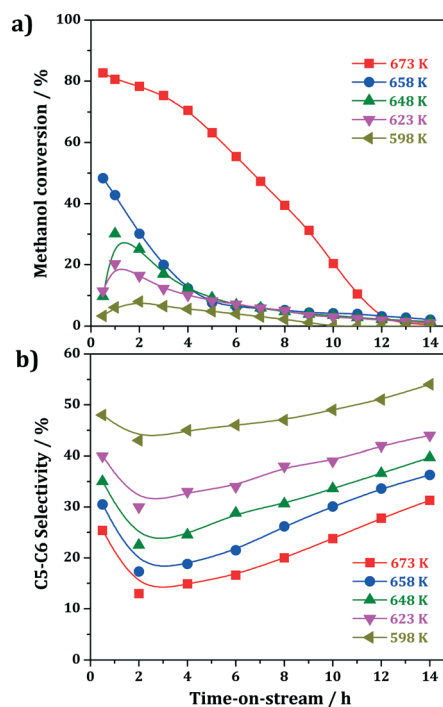 a)
100
80
60
40
20
0
Methanol conversion / %
673 K
658 K
648 K
623 K
598 K
b)
60
50
40
30
20
10
0
C5-C6 Selectivity / %
673 K
658 K
648 K
623 K
598 K
0 2 4 6 8 10 12 14
Time-on-stream / h